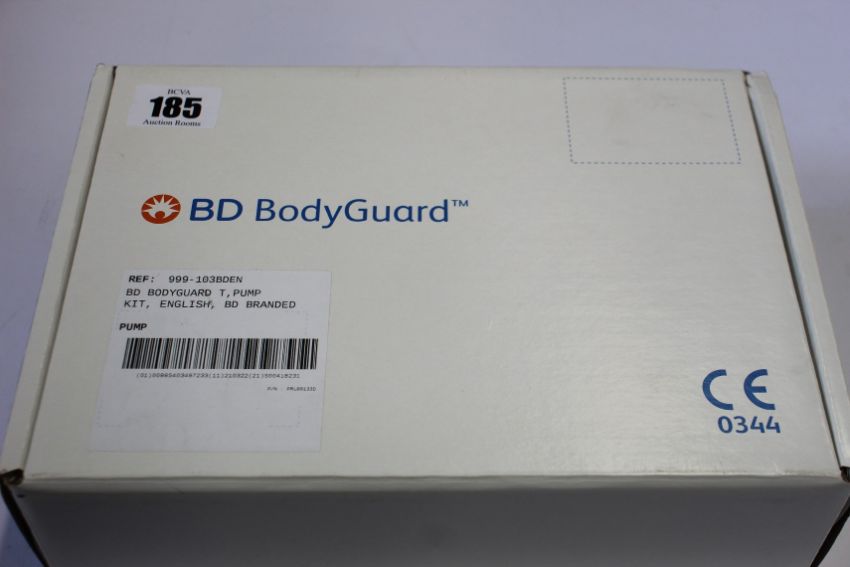 BCVA
185
Auction Rooms
BD BodyGuard™
REF: 999-103BDEN
BD BODYGUARD T,PUMP
KIT, ENGLISH, BD BRANDED
PUMP
CE
0344